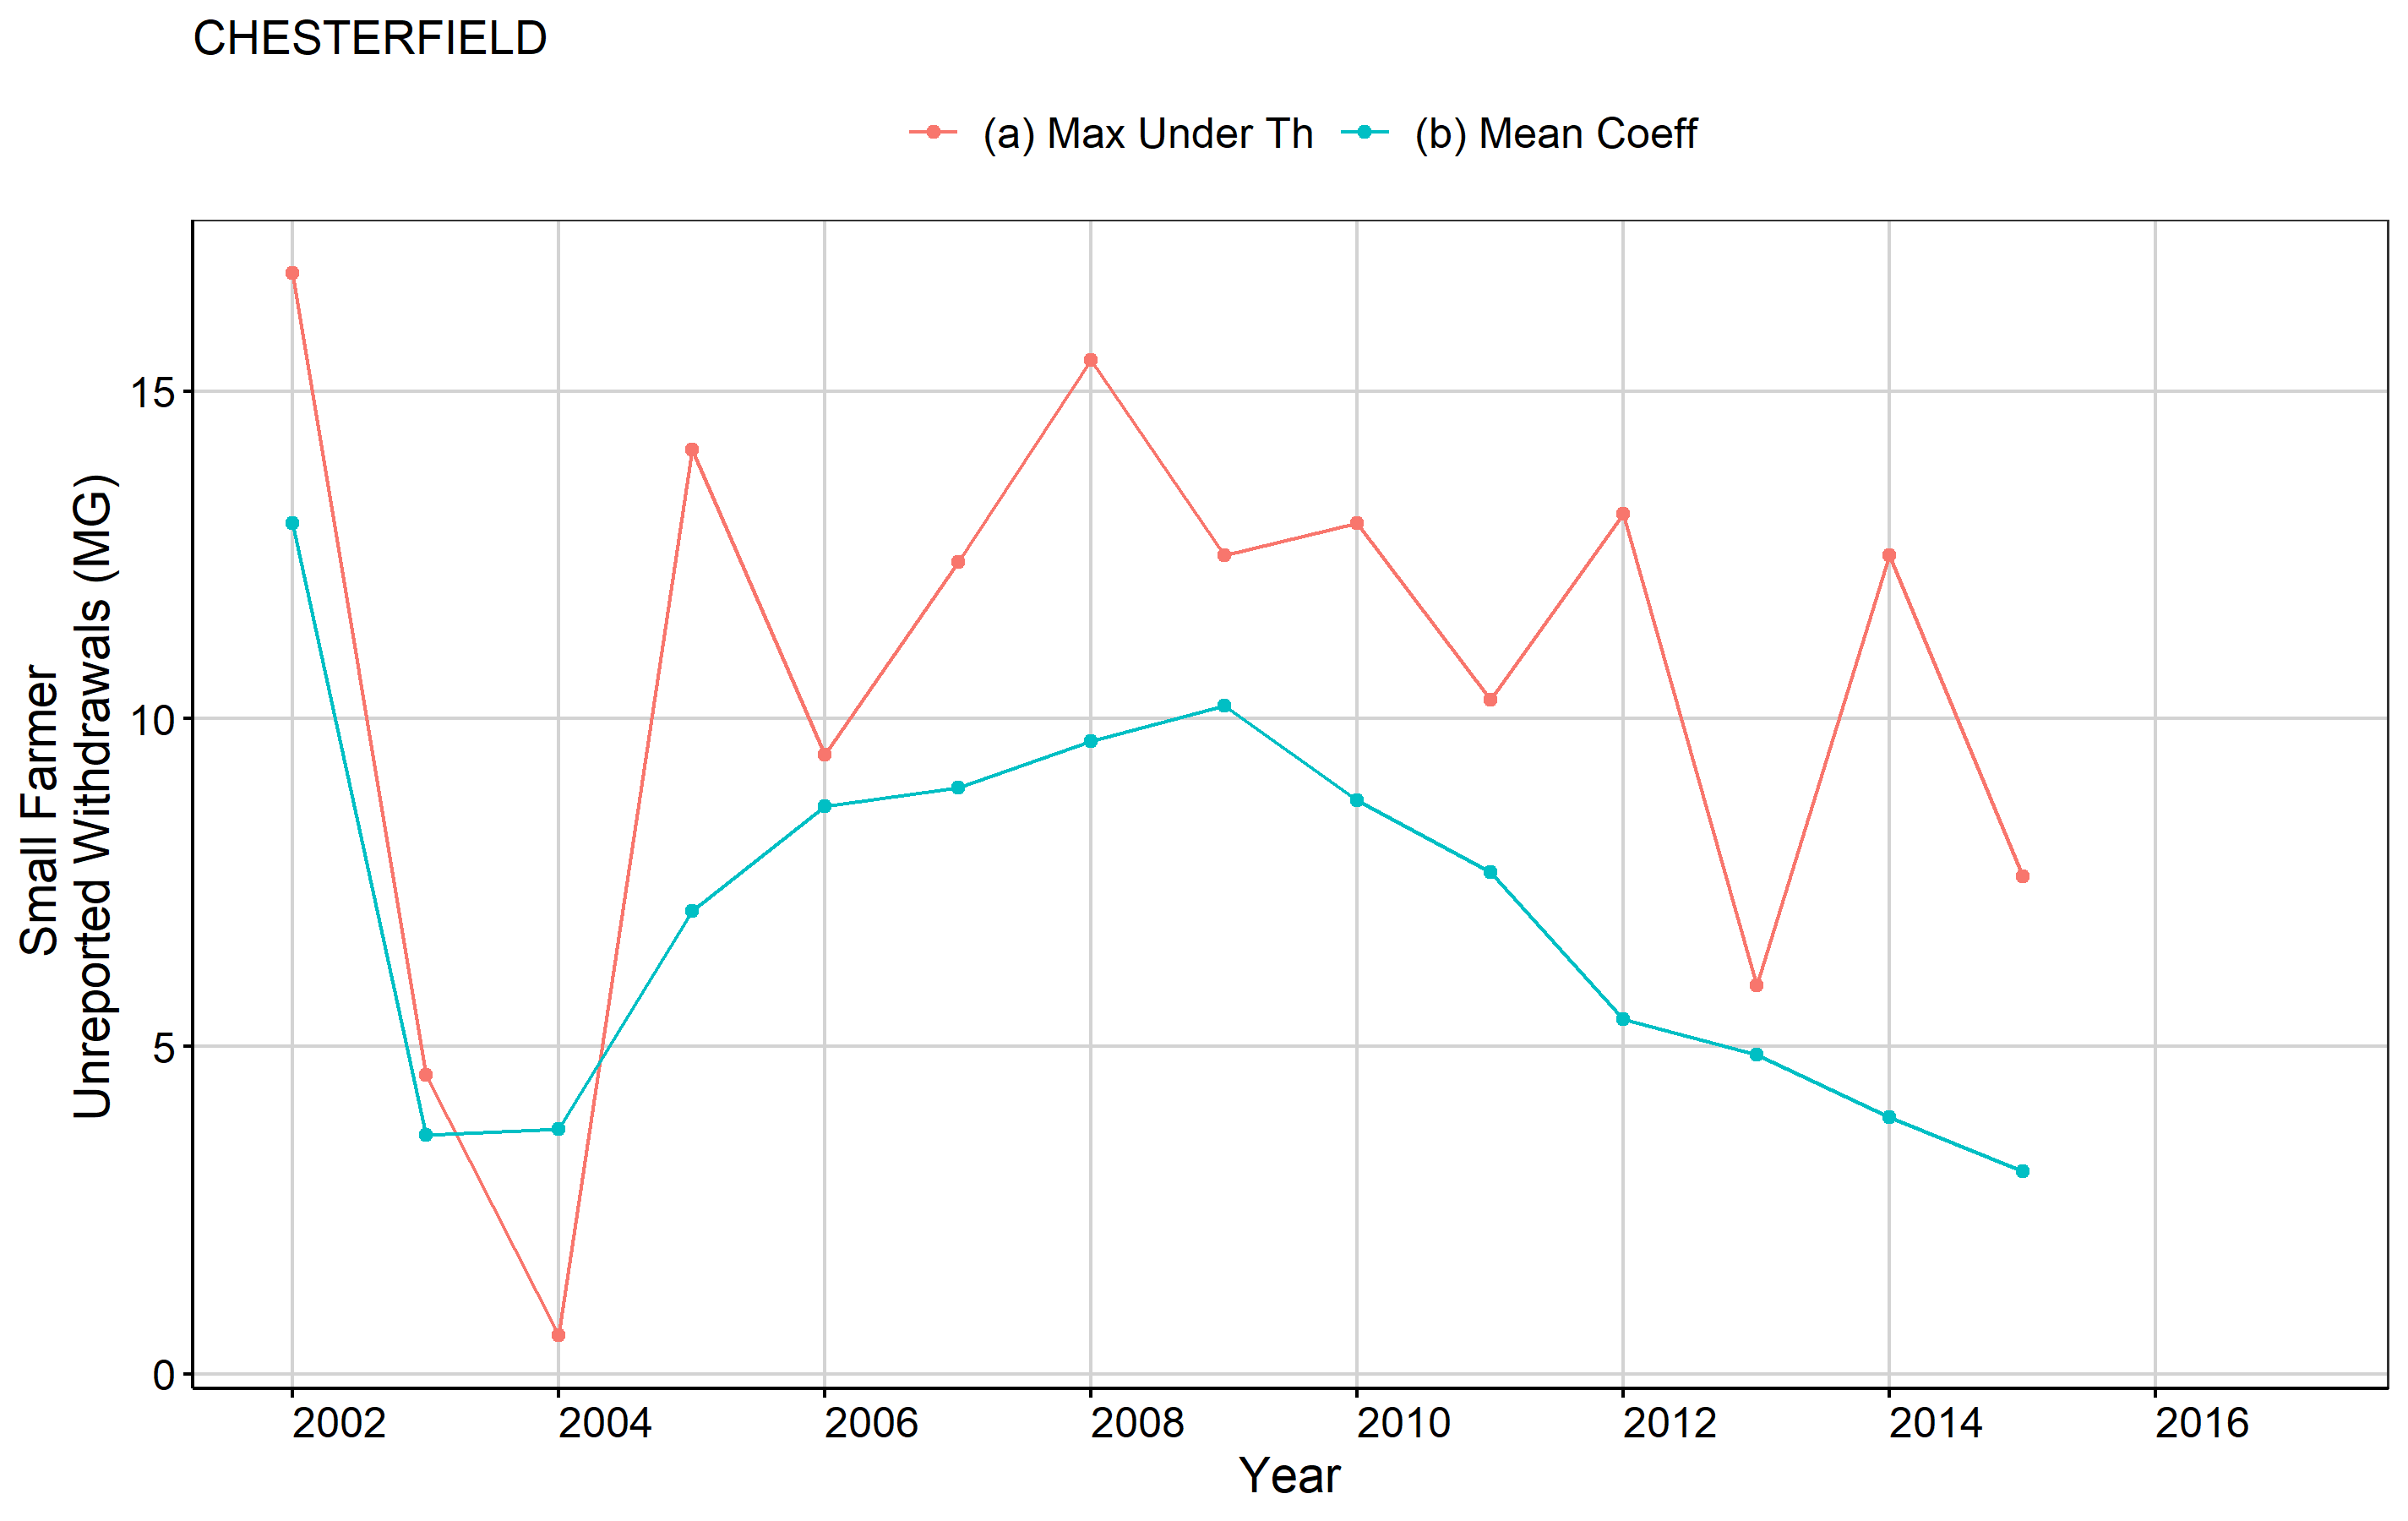 CHESTERFIELD
(a) Max Under Th (b) Mean Coeff
Small Farmer
Unreported Withdrawals (MG)
15
10
5
0
2002 2004 2006 2008 2010 2012 2014 2016
Year